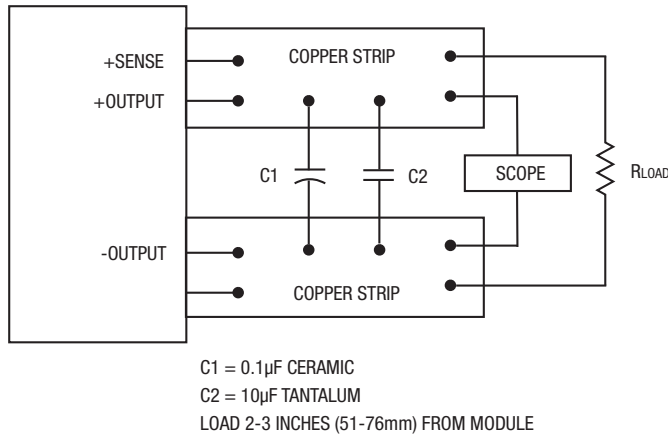 +SENSE
COPPER STRIP
+OUTPUT
C1
C2
SCOPE
RLOAD
-OUTPUT
COPPER STRIP
C1 = 0.1µF CERAMIC
C2 = 10µF TANTALUM
LOAD 2-3 INCHES (51-76mm) FROM MODULE